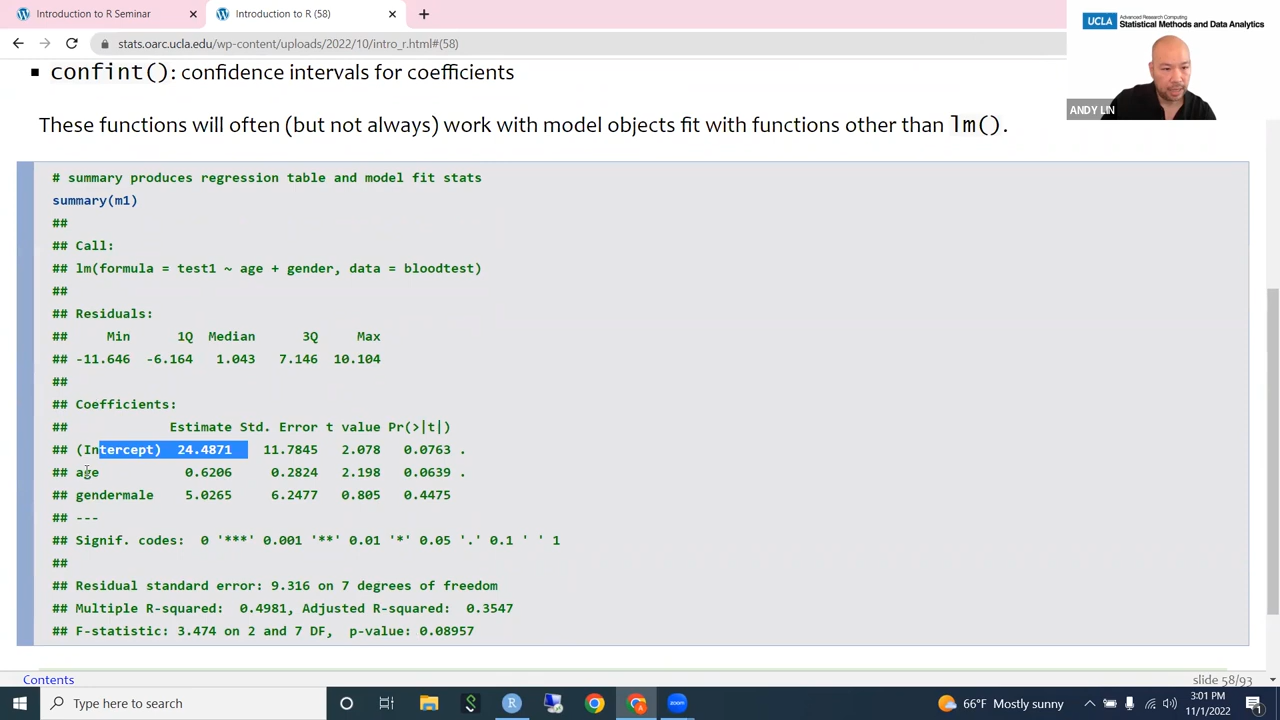 Introduction to R Seminar
Introduction to R (58)
stats.oarc.ucla.edu/wp-content/uploads/2022/10/intro_r.html#(58)
UCLA
Advanced Research Computing
Statistical Methods and Data Analytics
ANDY LIN
confint(): confidence intervals for coefficients
These functions will often (but not always) work with model objects fit with functions other than lm().
# summary produces regression table and model fit stats
summary(m1)
##
## Call:
## lm(formula = test1 ~ age + gender, data = bloodtest)
##
## Residuals:
## Min 1Q Median 3Q Max
## -11.646 -6.164 1.043 7.146 10.104
##
## Coefficients:
## Estimate Std. Error t value Pr(>|t|)
## (Intercept) 24.4871 11.7845 2.078 0.0763 .
## age 0.6206 0.2824 2.198 0.0639 .
## gendermale 5.0265 6.2477 0.805 0.4475
## ---
## Signif. codes: 0 '***' 0.001 '**' 0.01 '*' 0.05 '.' 0.1 ' ' 1
##
## Residual standard error: 9.316 on 7 degrees of freedom
## Multiple R-squared: 0.4981, Adjusted R-squared: 0.3547
## F-statistic: 3.474 on 2 and 7 DF, p-value: 0.08957
Contents
slide 58/93
Type here to search
R
zoom
66°F Mostly sunny
3:01 PM
11/1/2022
1